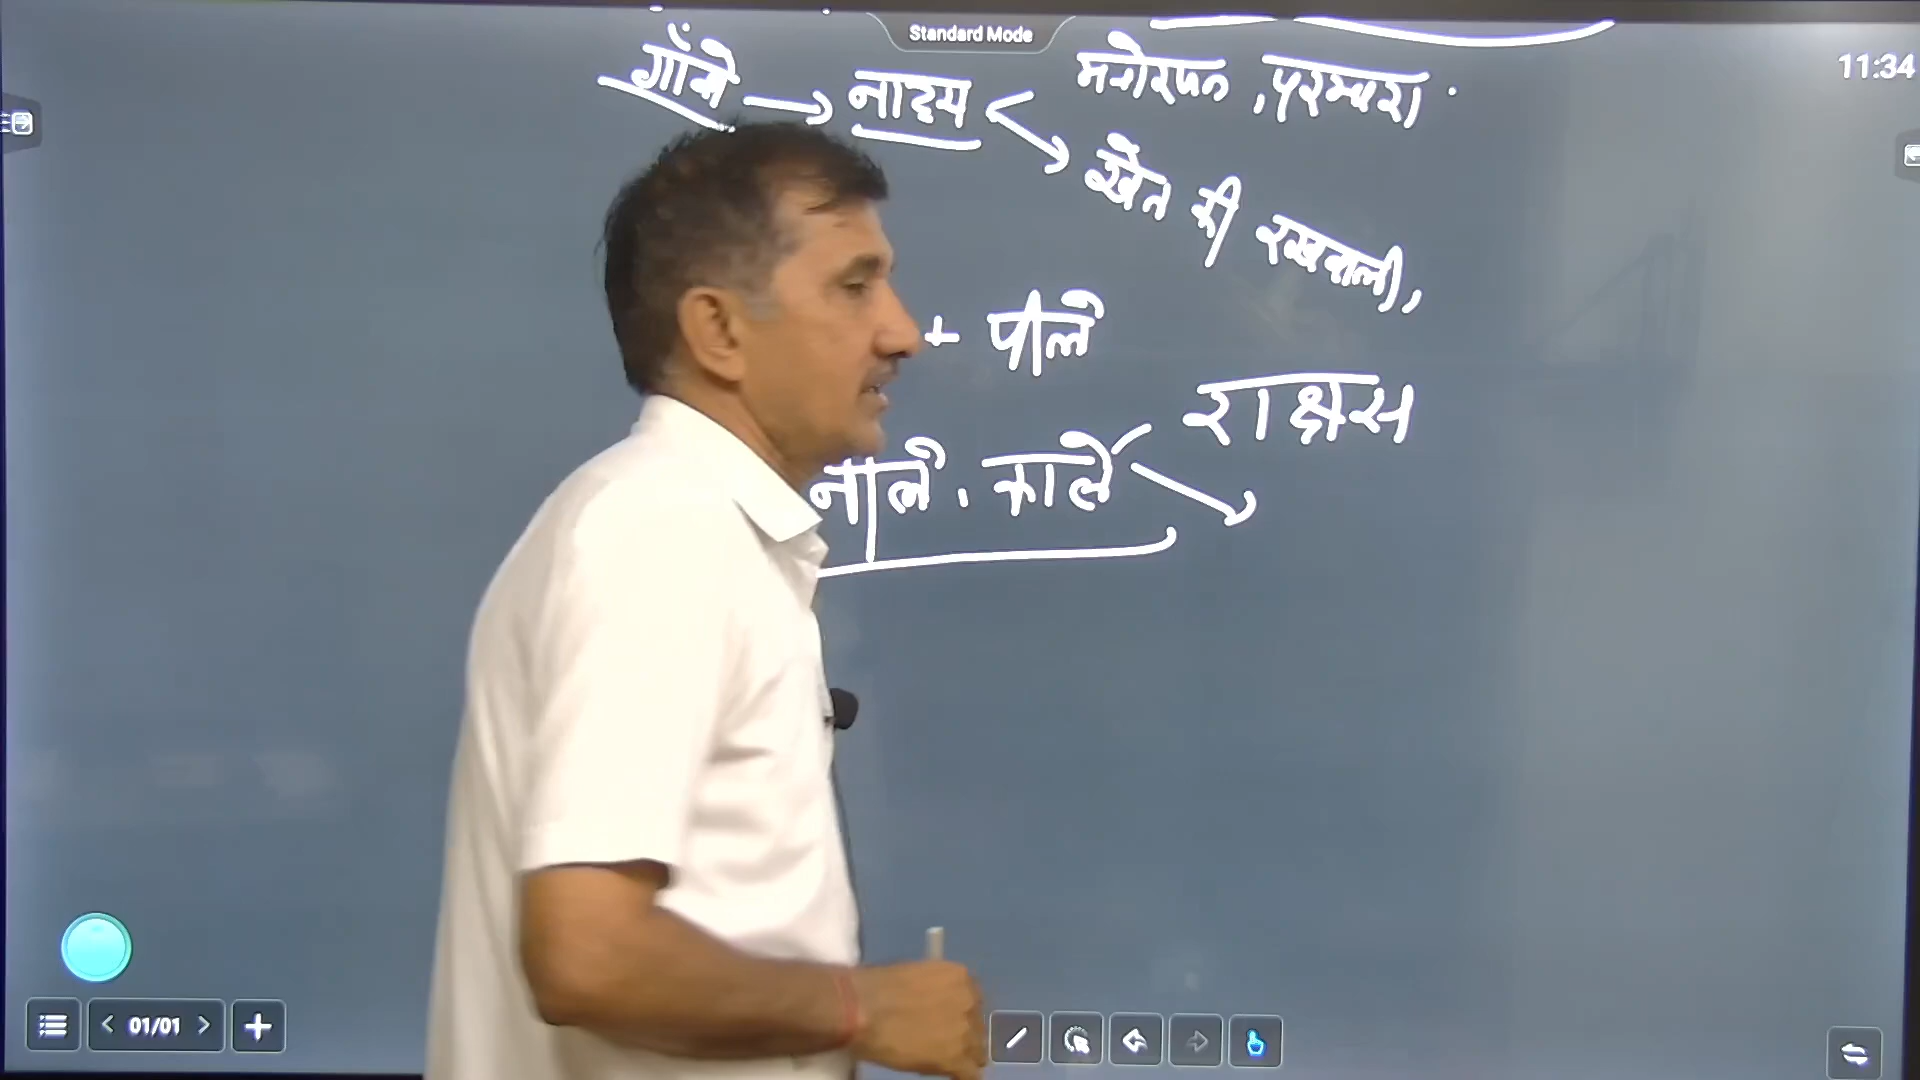 Standard Mode
11:34
गाँवो → नाट्य < मनोरंजन, परम्परा
→ खेत की रखवाली,
+ पीले
नीले, काले राक्षस
01/01